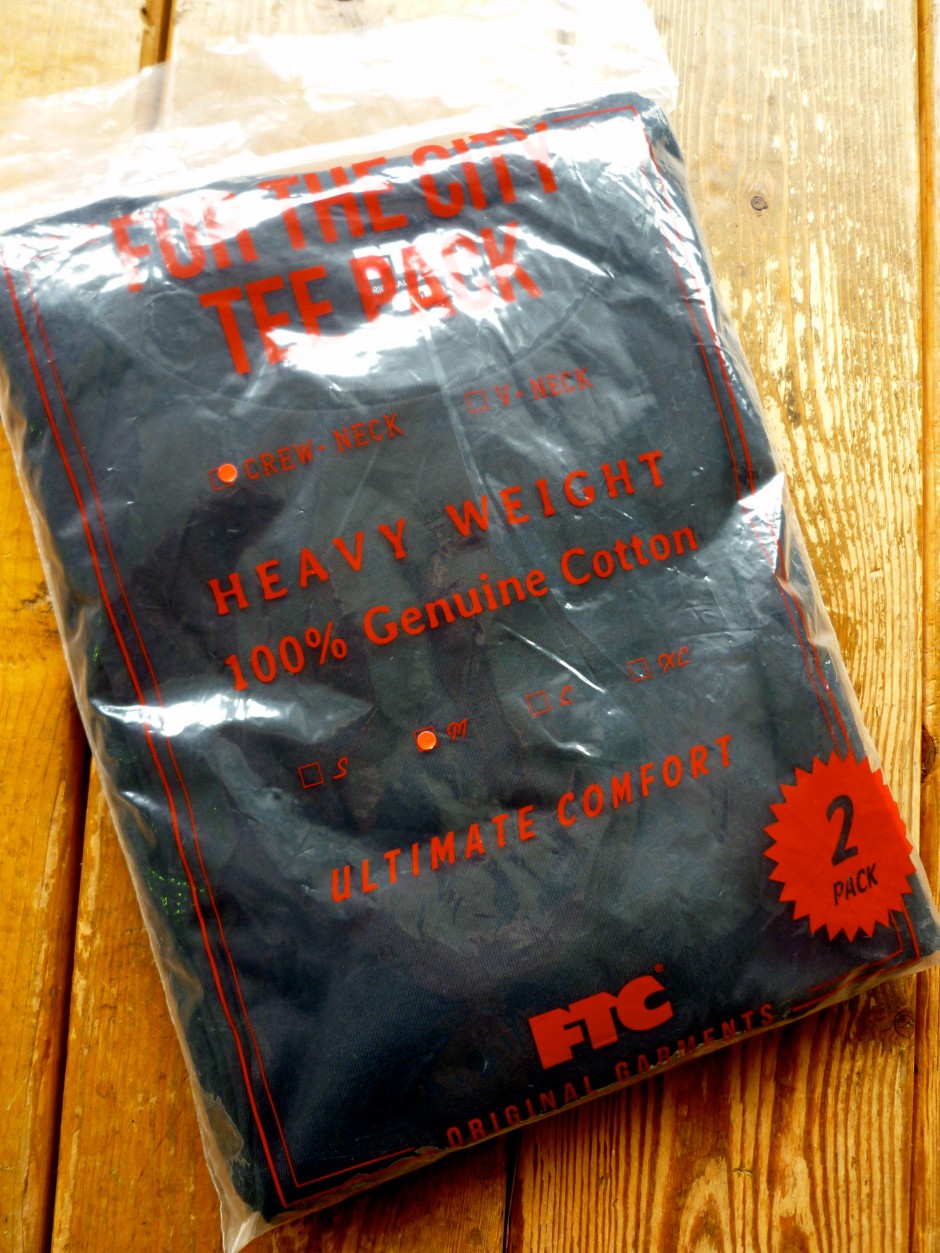 FOR THE CITY
TEE PACK
CREW-NECK V-NECK
HEAVY WEIGHT
100% Genuine Cotton
S M L XL
ULTIMATE COMFORT
2
PACK
FTC
ORIGINAL GARMENTS